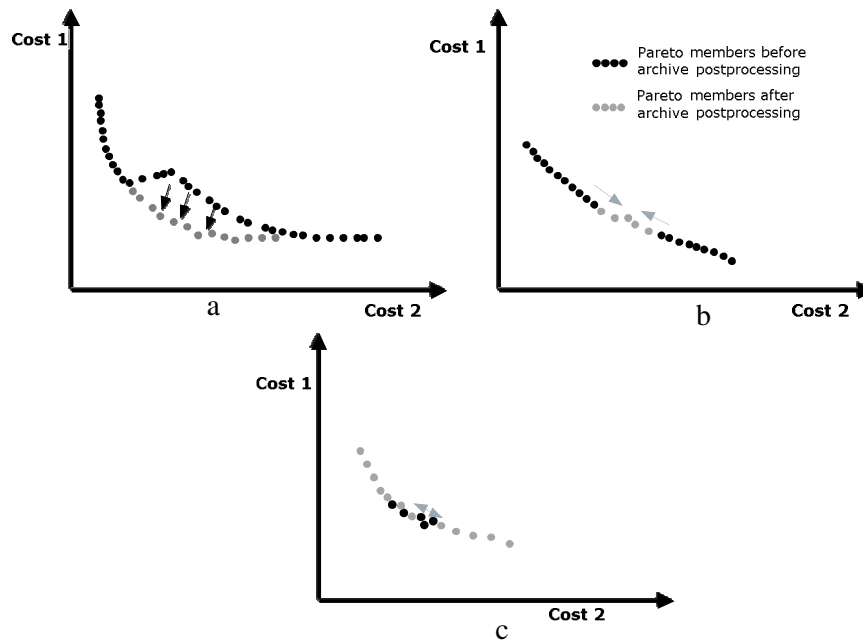 Cost 1
Cost 2
a
Cost 1
Pareto members before
archive postprocessing
Pareto members after
archive postprocessing
Cost 2
b
Cost 1
Cost 2
c